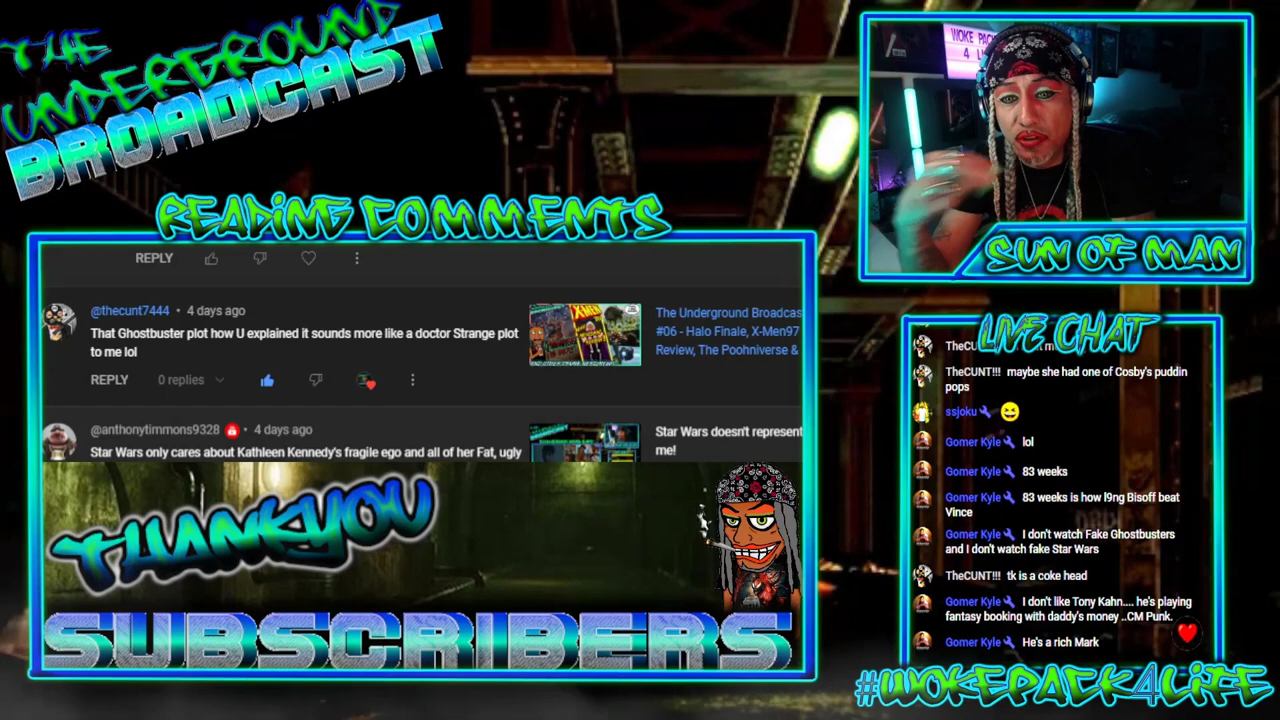 THE
UNDERGROUND
BROADCAST
READING COMMENTS
REPLY
@thecunt7444 • 4 days ago
That Ghostbuster plot how U explained it sounds more like a doctor Strange plot
to me lol
REPLY 0 replies
The Underground Broadcas
#06 - Halo Finale, X-Men97
Review, The Poohniverse &
@anthonytimmons9328 • 4 days ago
Star Wars only cares about Kathleen Kennedy's fragile ego and all of her Fat, ugly
Star Wars doesn't represent
me!
THANKYOU
SUBSCRIBERS
WOKE PAC
4 LI
SUN OF MAN
LIVE CHAT
TheCU
TheCUNT!!! maybe she had one of Cosby's puddin
pops
ssjoku
Gomer Kyle lol
Gomer Kyle 83 weeks
Gomer Kyle 83 weeks is how l9ng Bisoff beat
Vince
Gomer Kyle I don't watch Fake Ghostbusters
and I don't watch fake Star Wars
TheCUNT!!! tk is a coke head
Gomer Kyle I don't like Tony Kahn.... he's playing
fantasy booking with daddy's money ..CM Punk.
Gomer Kyle He's a rich Mark
#WOKEPACK4LIFE